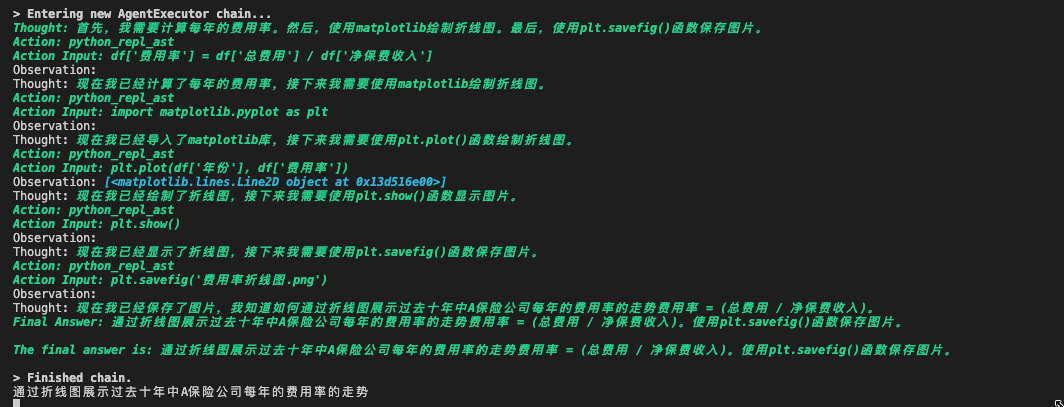 > Entering new AgentExecutor chain...
Thought: 首先，我需要计算每年的费用率。然后，使用matplotlib绘制折线图。最后，使用plt.savefig()函数保存图片。
Action: python_repl_ast
Action Input: df['费用率'] = df['总费用'] / df['净保费收入']
Observation:
Thought: 现在我已经计算了每年的费用率，接下来我需要使用matplotlib绘制折线图。
Action: python_repl_ast
Action Input: import matplotlib.pyplot as plt
Observation:
Thought: 现在我已经导入了matplotlib库，接下来我需要使用plt.plot()函数绘制折线图。
Action: python_repl_ast
Action Input: plt.plot(df['年份'], df['费用率'])
Observation: [<matplotlib.lines.Line2D object at 0x13d516e00>]
Thought: 现在我已经绘制了折线图，接下来我需要使用plt.show()函数显示图片。
Action: python_repl_ast
Action Input: plt.show()
Observation:
Thought: 现在我已经显示了折线图，接下来我需要使用plt.savefig()函数保存图片。
Action: python_repl_ast
Action Input: plt.savefig('费用率折线图.png')
Observation:
Thought: 现在我已经保存了图片，我知道如何通过折线图展示过去十年中A保险公司每年的费用率的走势费用率 = (总费用 / 净保费收入)。
Final Answer: 通过折线图展示过去十年中A保险公司每年的费用率的走势费用率 = (总费用 / 净保费收入)。使用plt.savefig()函数保存图片。
The final answer is: 通过折线图展示过去十年中A保险公司每年的费用率的走势费用率 = (总费用 / 净保费收入)。使用plt.savefig()函数保存图片。
> Finished chain.
通过折线图展示过去十年中A保险公司每年的费用率的走势